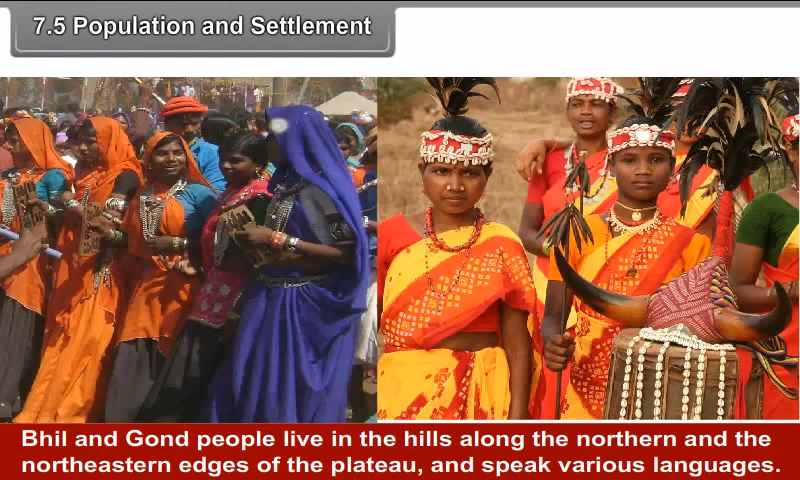 7.5 Population and Settlement
Bhil and Gond people live in the hills along the northern and the
northeastern edges of the plateau, and speak various languages.